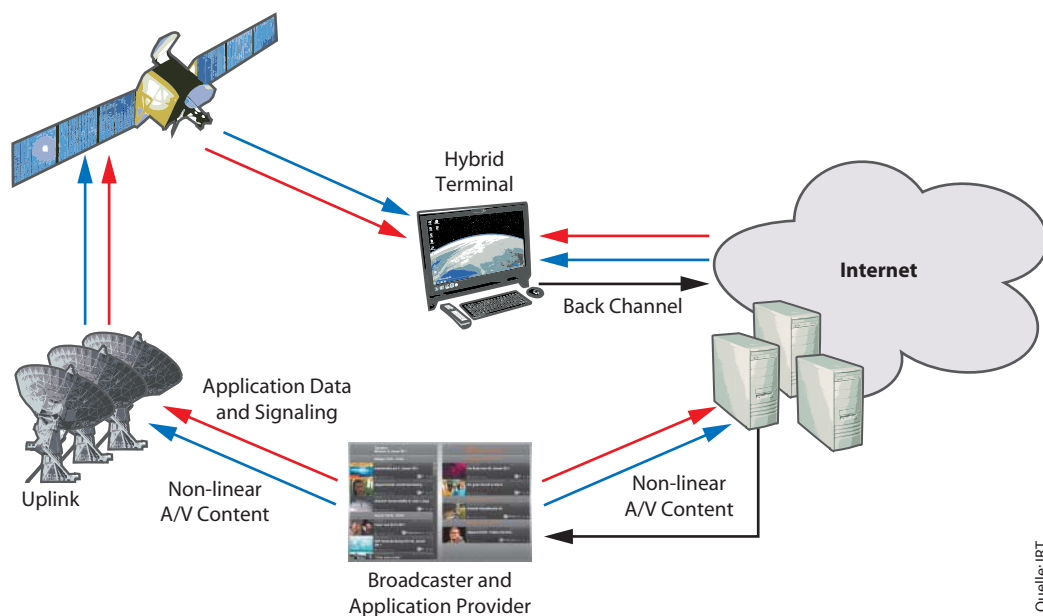 Hybrid
Terminal
Internet
Back Channel
Application Data
and Signaling
Uplink
Non-linear
A/V Content
Non-linear
A/V Content
Broadcaster and
Application Provider
Quelle: IRT